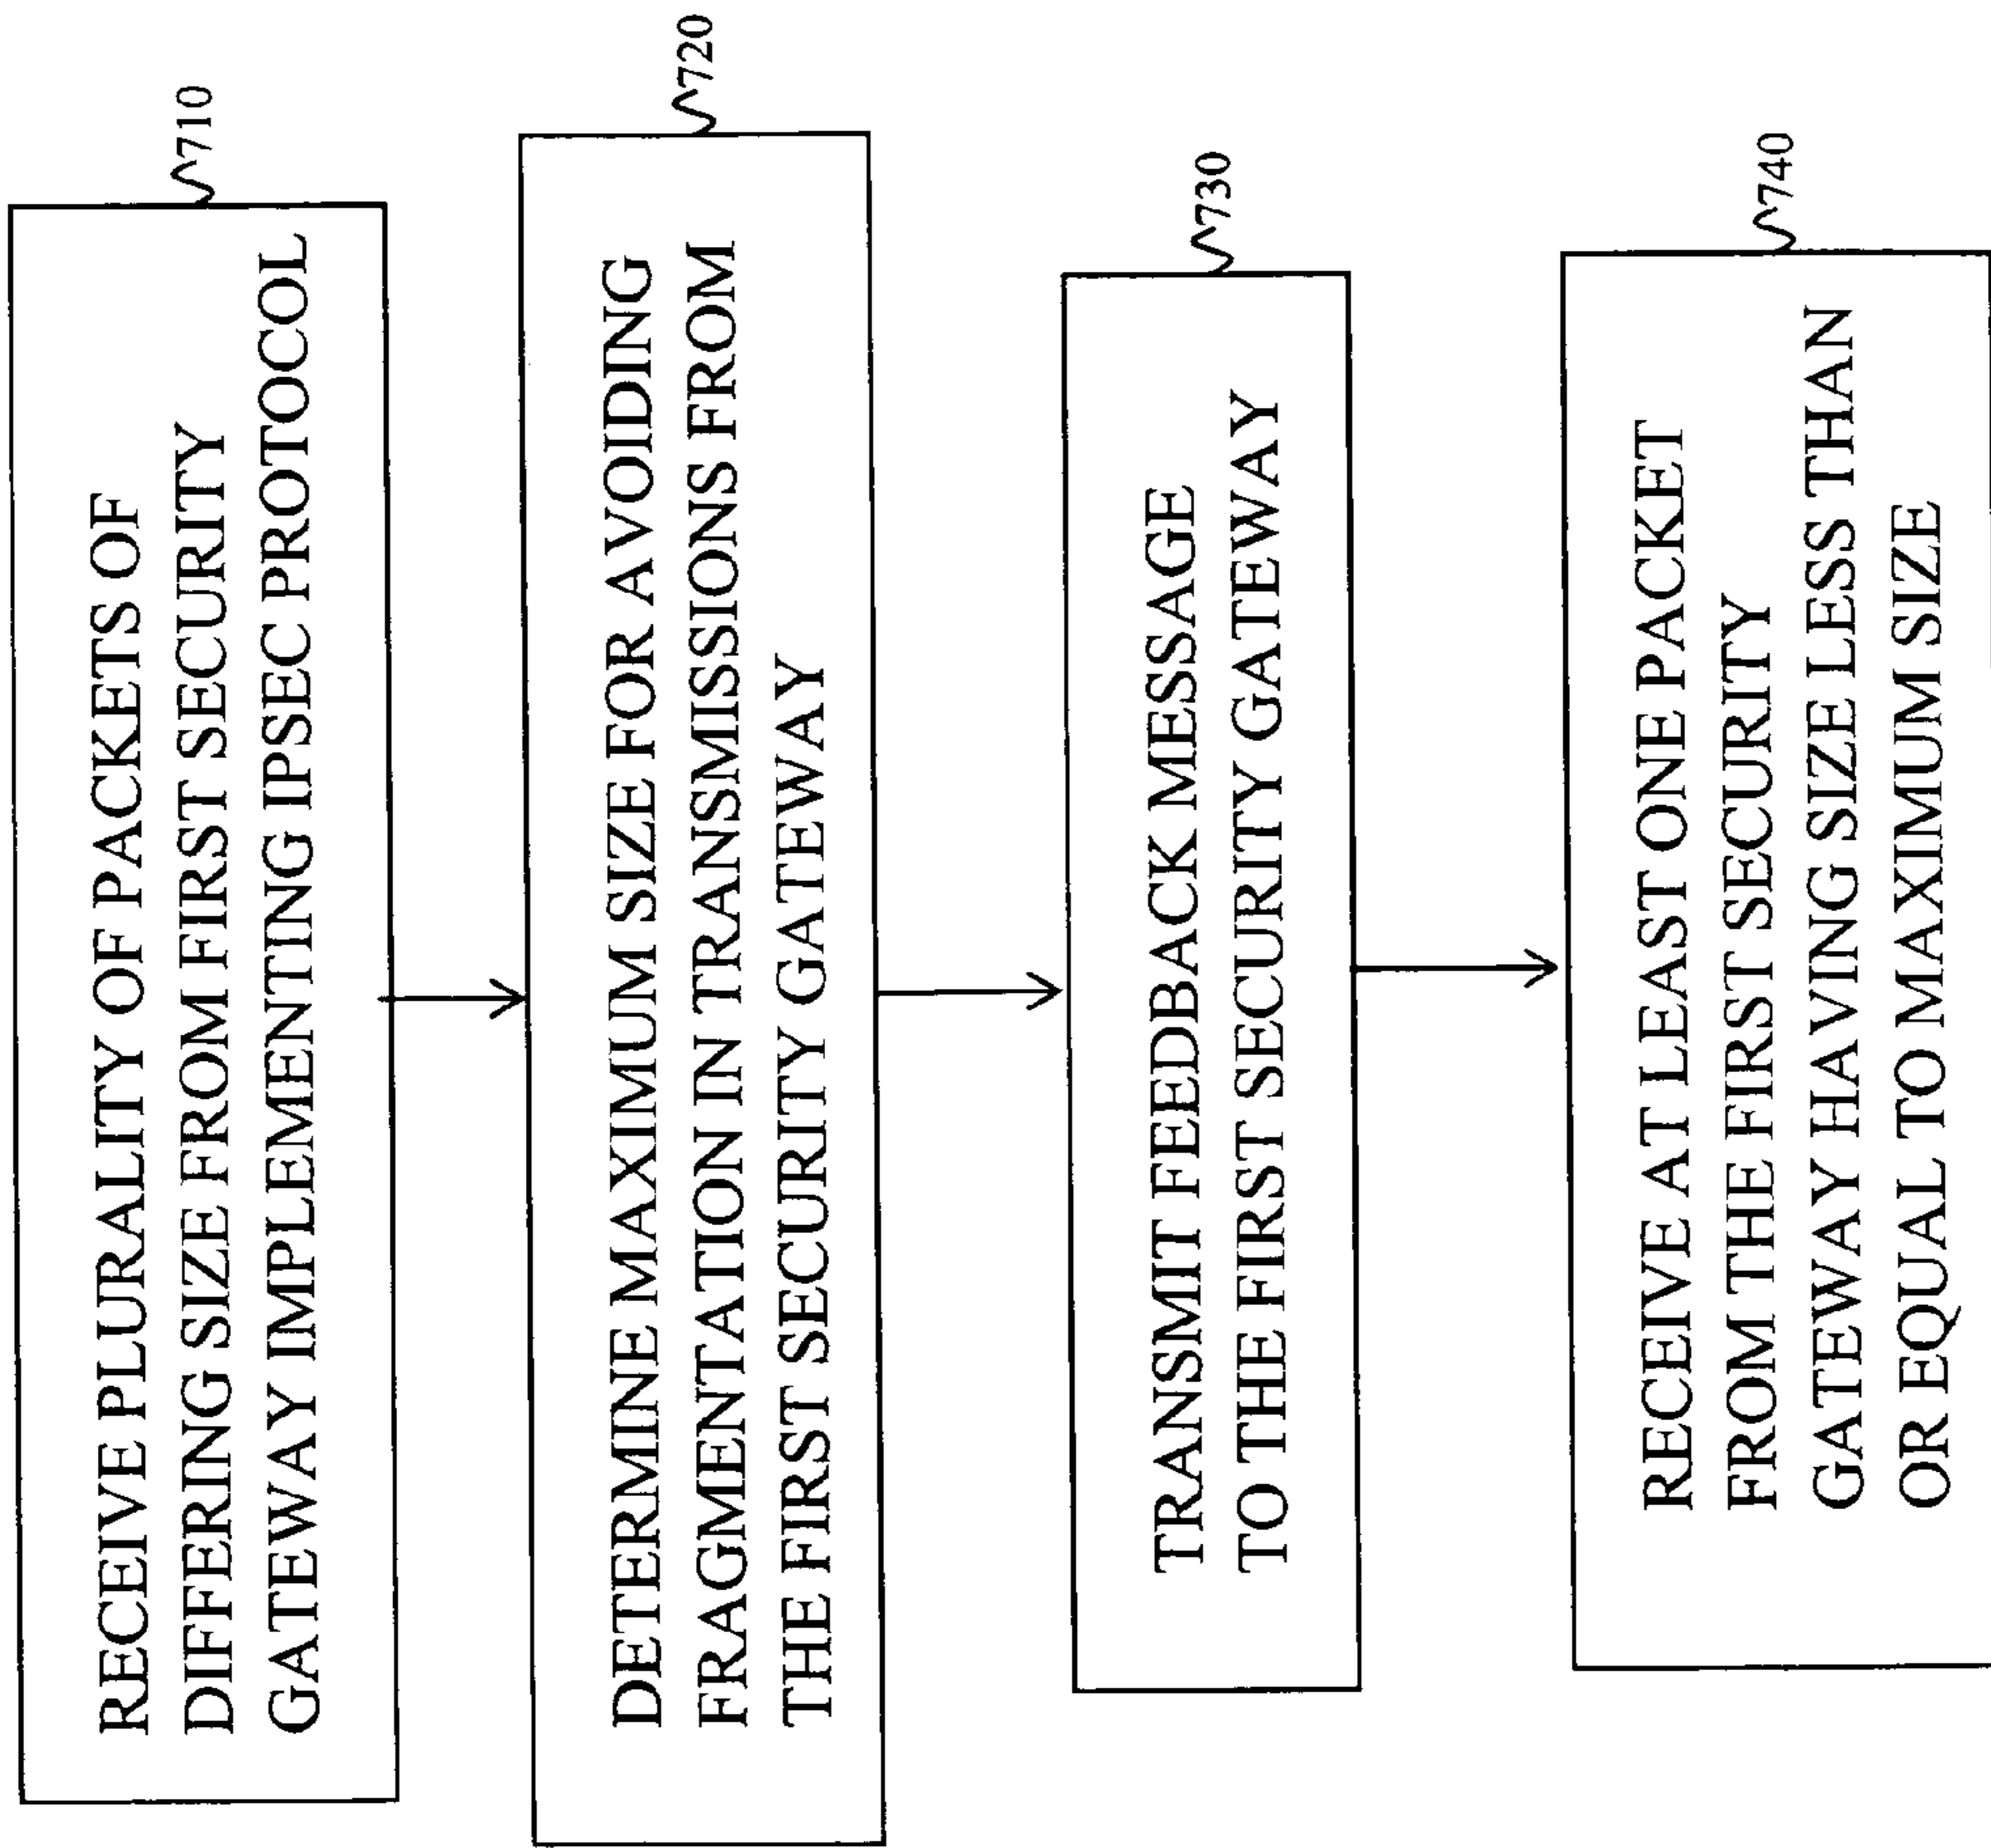 RECEIVE PLURALITY OF PACKETS OF
DIFFERING SIZE FROM FIRST SECURITY
GATEWAY IMPLEMENTING IPSEC PROTOCOL
710
DETERMINE MAXIMUM SIZE FOR AVOIDING
FRAGMENTATION IN TRANSMISSIONS FROM
THE FIRST SECURITY GATEWAY
720
TRANSMIT FEEDBACK MESSAGE
TO THE FIRST SECURITY GATEWAY
730
RECEIVE AT LEAST ONE PACKET
FROM THE FIRST SECURITY
GATEWAY HAVING SIZE LESS THAN
OR EQUAL TO MAXIMUM SIZE
740